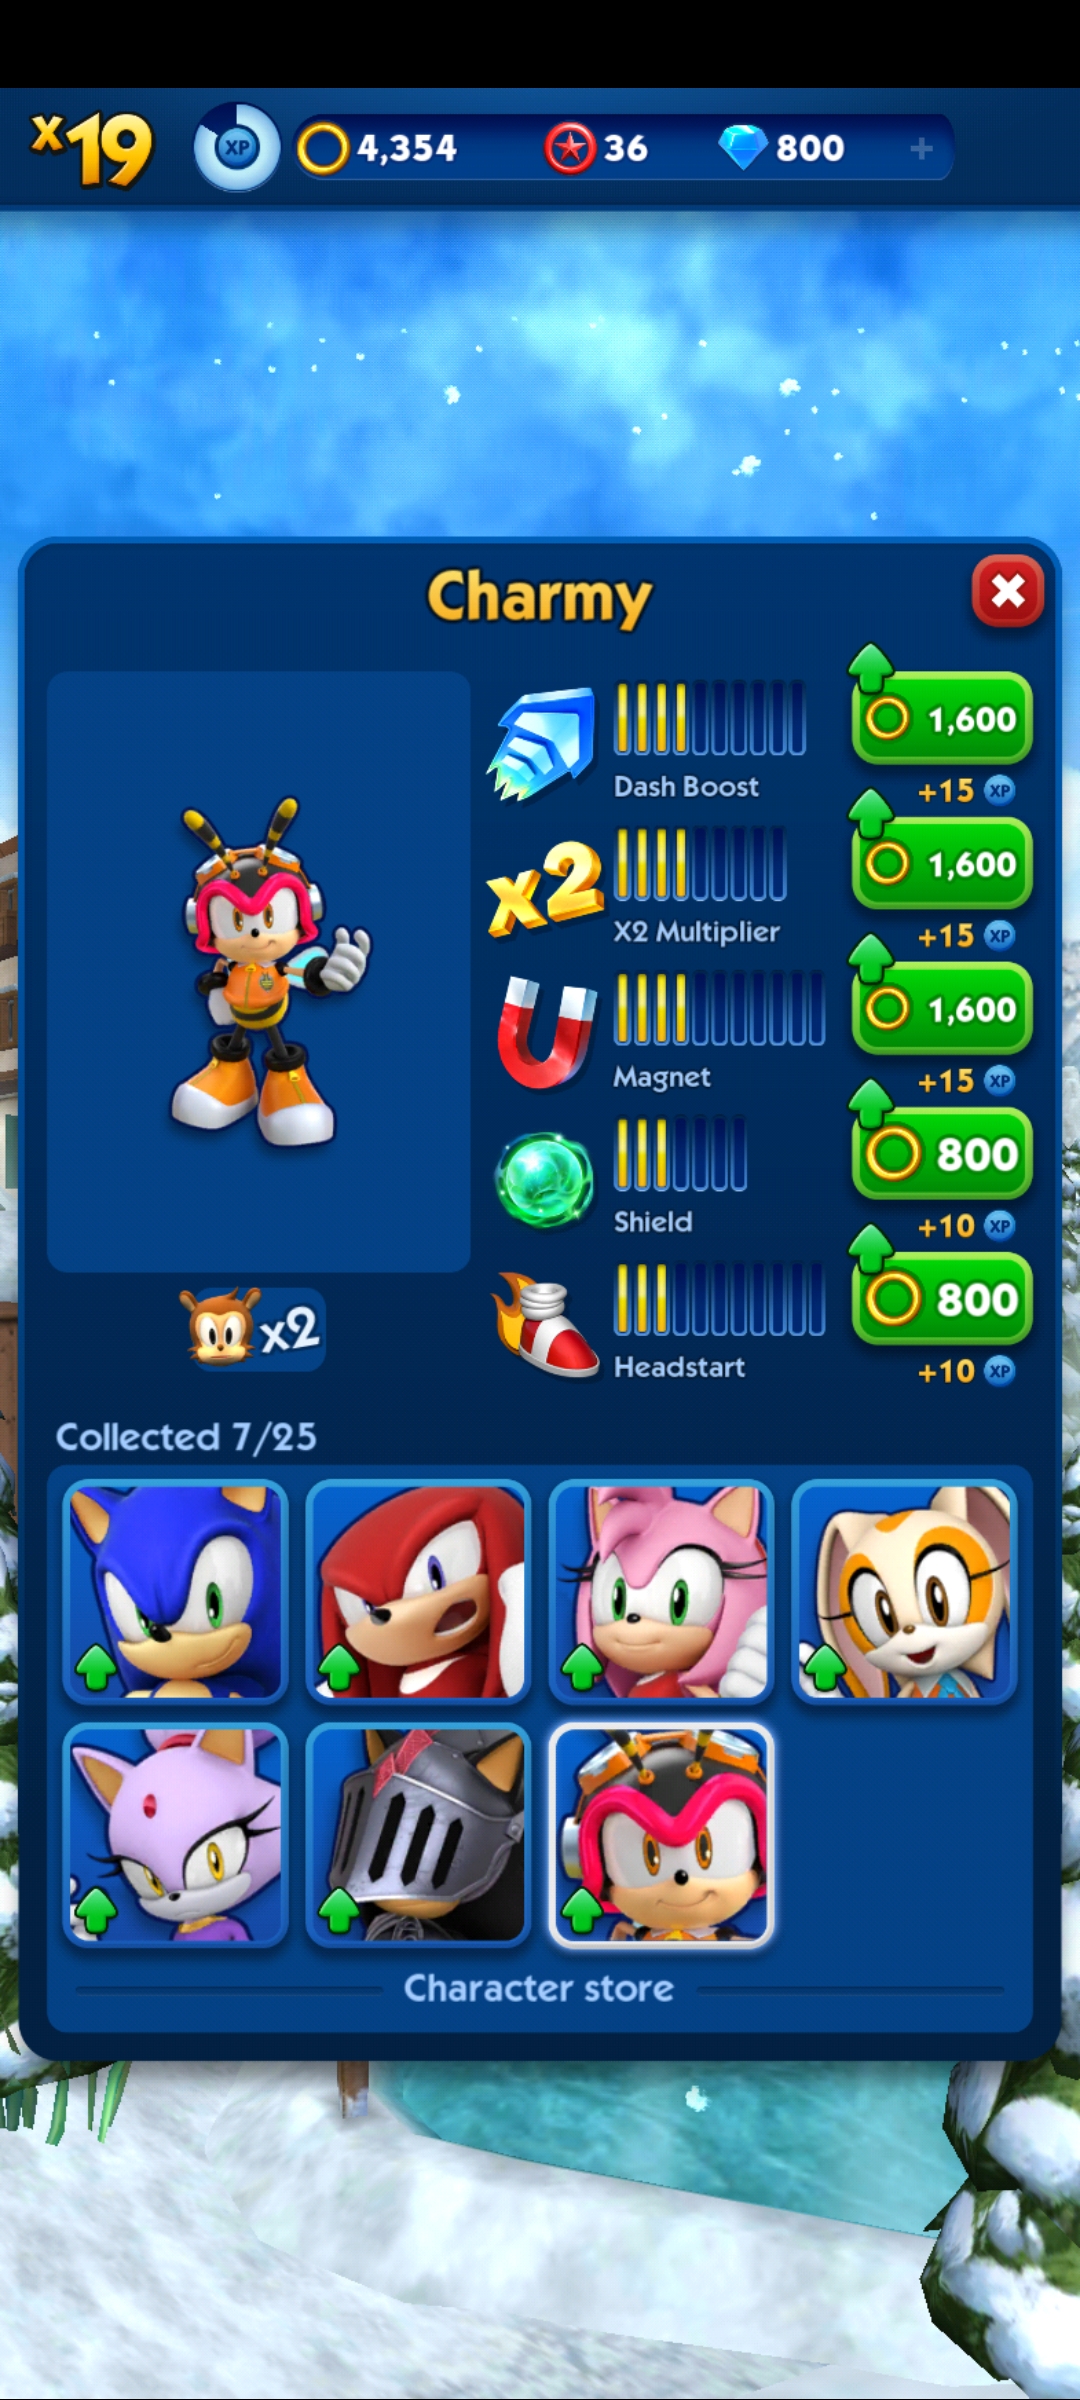 x19 XP 4,354 36 800 +
Charmy
1,600
Dash Boost
+15 XP
x2
1,600
X2 Multiplier
+15 XP
1,600
Magnet
+15 XP
800
Shield
+10 XP
x2
800
Headstart
+10 XP
Collected 7/25
Character store